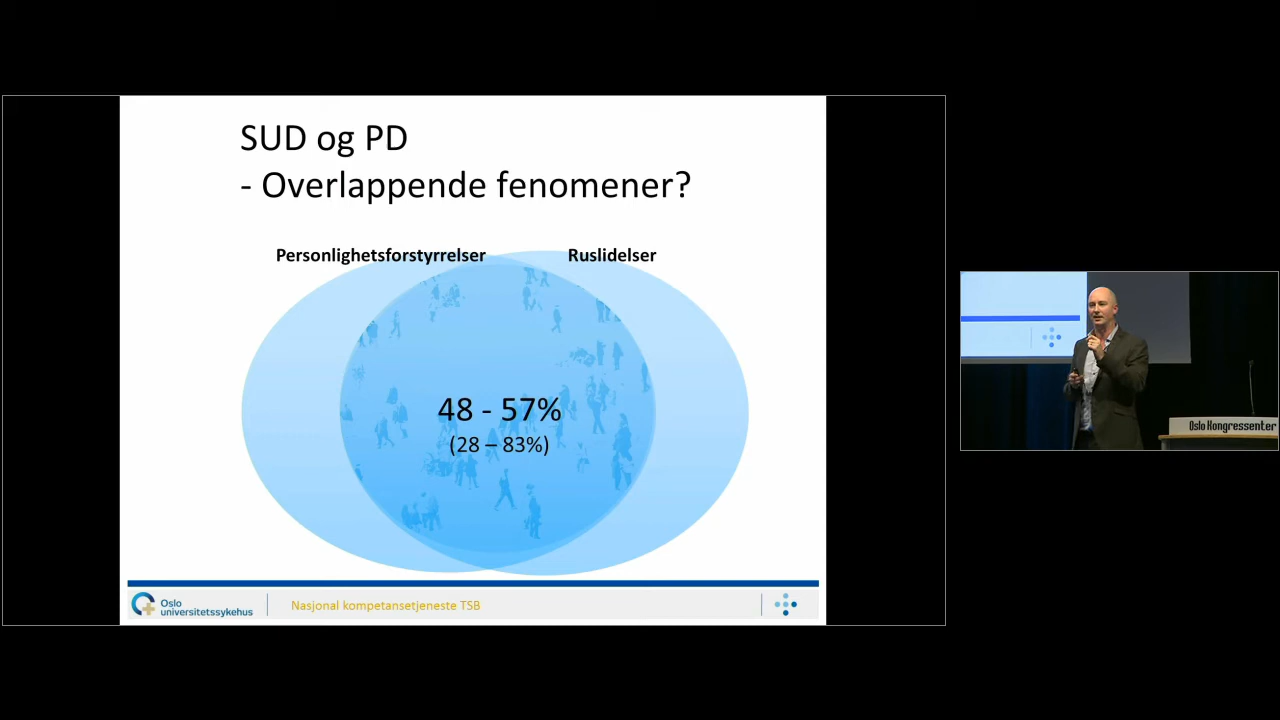 SUD og PD
- Overlappende fenomener?
Personlighetsforstyrrelser
Ruslidelser
48 - 57%
(28 – 83%)
Oslo
universitetssykehus
Nasjonal kompetansetjeneste TSB
Oslo Kongressenter